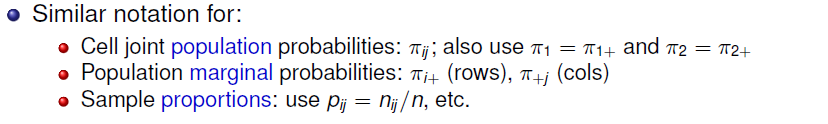 Similar notation for:
Cell joint population probabilities: πij; also use π1 = π1+ and π2 = π2+
Population marginal probabilities: πi+ (rows), π+j (cols)
Sample proportions: use pij = nij/n, etc.